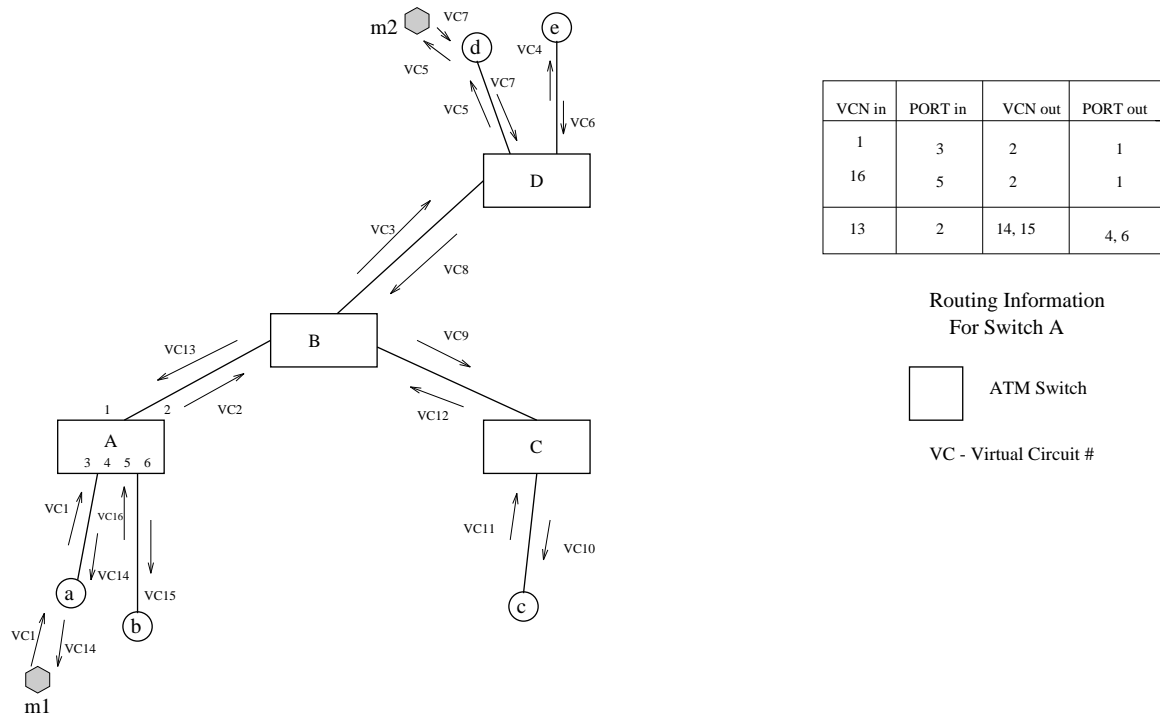 m2
VC7
d
e
VC4
VC5
VC7
VC5
VC6
D
VC3
VC8
VCN in PORT in VCN out PORT out
1 3 2 1
16 5 2 1
13 2 14, 15 4, 6
Routing Information
For Switch A
ATM Switch
VC - Virtual Circuit #
B
VC13
VC9
1 2 VC2
VC12
A
3 4 5 6
C
VC1
VC16
VC11
VC10
VC14
VC15
a
b
c
VC1
VC14
m1